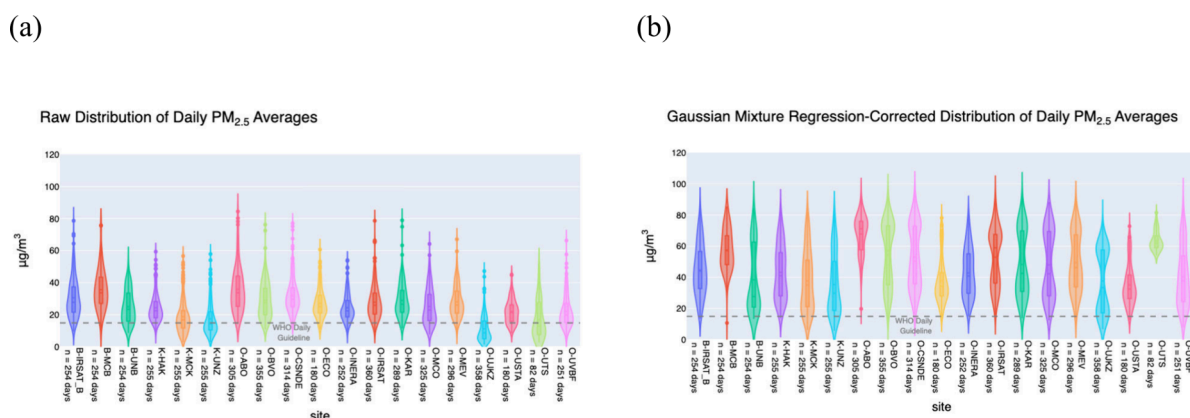 (a)
(b)
Raw Distribution of Daily PM2.5 Averages
120
100
80
60
40
20
0
µg/m³
WHO Daily
Guideline
B-IRSAT_B
n = 254 days
B-MCB
n = 254 days
B-UNB
n = 254 days
K-HAK
n = 255 days
K-MCK
n = 255 days
K-UNZ
n = 255 days
O-ABO
n = 305 days
O-BVO
n = 355 days
O-CSNDE
n = 314 days
O-ECO
n = 180 days
O-INERA
n = 252 days
O-IRSAT
n = 360 days
O-KAR
n = 288 days
O-MCO
n = 325 days
O-MEV
n = 296 days
O-LUKZ
n = 358 days
O-USTA
n = 180 days
O-UTS
n = 82 days
O-UVBF
n = 251 days
site
Gaussian Mixture Regression-Corrected Distribution of Daily PM2.5 Averages
120
100
80
60
40
20
0
µg/m³
WHO Daily
Guideline
B-IRSAT_B
n = 254 days
B-MCB
n = 254 days
B-UNB
n = 254 days
K-HAK
n = 255 days
K-MCK
n = 255 days
K-UNZ
n = 255 days
O-ABO
n = 305 days
O-BVO
n = 355 days
O-CSNDE
n = 314 days
O-ECO
n = 180 days
O-INERA
n = 252 days
O-IRSAT
n = 360 days
O-KAR
n = 289 days
O-MCO
n = 325 days
O-MEV
n = 296 days
O-LUKZ
n = 358 days
O-USTA
n = 180 days
O-UTS
n = 82 days
O-UVBF
n = 251 days
site